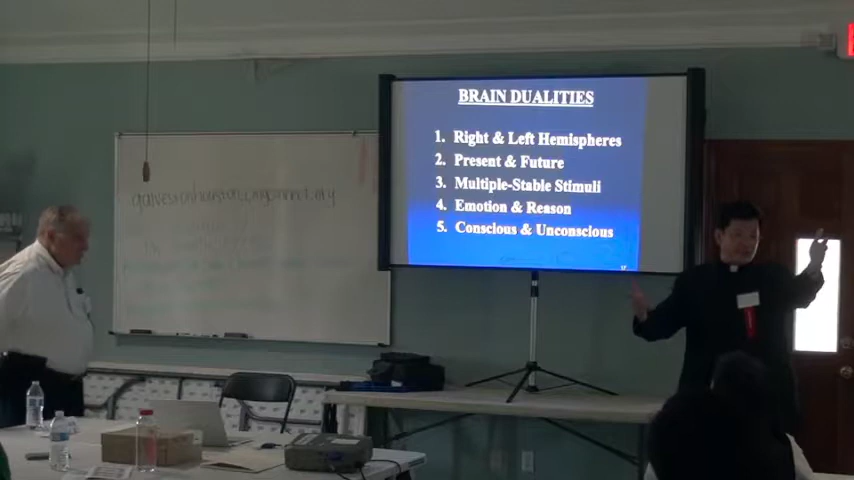 BRAIN DUALITIES
1. Right & Left Hemispheres
2. Present & Future
3. Multiple-Stable Stimuli
4. Emotion & Reason
5. Conscious & Unconscious